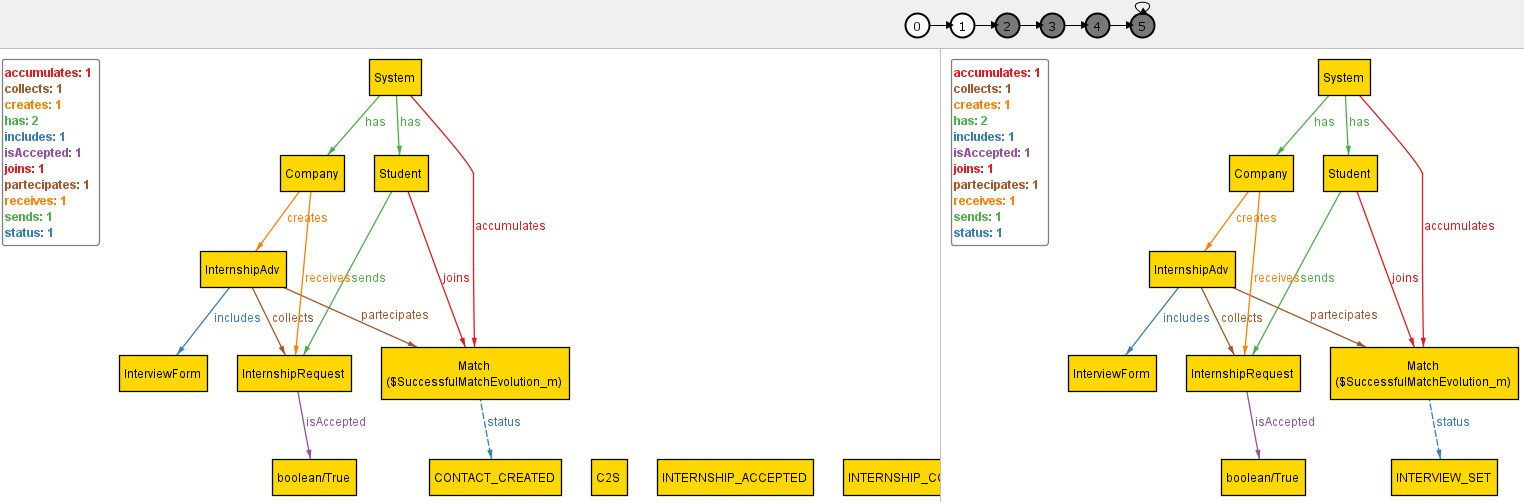 0 1 2 3 4 5
accumulates: 1
collects: 1
creates: 1
has: 2
includes: 1
isAccepted: 1
joins: 1
partecipates: 1
receives: 1
sends: 1
status: 1
System
has has
Company Student
creates
accumulates
InternshipAdv
receives sends joins
includes collects partecipates
InterviewForm InternshipRequest
Match
($SuccessfulMatchEvolution_m)
isAccepted status
boolean/True CONTACT_CREATED C2S INTERNSHIP_ACCEPTED INTERNSHIP_CO
accumulates: 1
collects: 1
creates: 1
has: 2
includes: 1
isAccepted: 1
joins: 1
partecipates: 1
receives: 1
sends: 1
status: 1
System
has has
Company Student
creates
accumulates
InternshipAdv
receives sends joins
includes collects partecipates
InterviewForm InternshipRequest
Match
($SuccessfulMatchEvolution_m)
isAccepted status
boolean/True INTERVIEW_SET